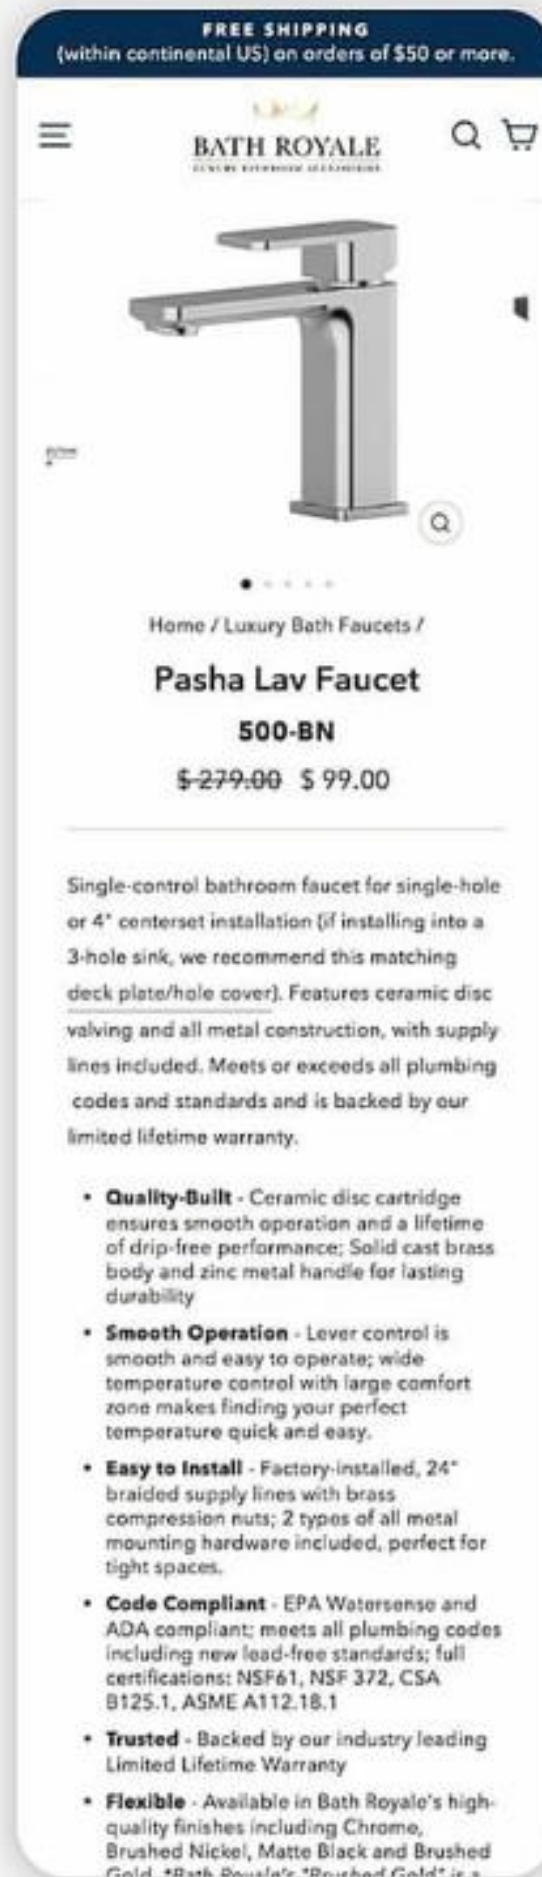 FREE SHIPPING
(within continental US) on orders of $50 or more.
BATH ROYALE
LUXURY BATHROOM ACCESSORIES
Home / Luxury Bath Faucets /
Pasha Lav Faucet
500-BN
$ 279.00 $ 99.00
Single-control bathroom faucet for single-hole
or 4" centerset installation (if installing into a
3-hole sink, we recommend this matching
deck plate/hole cover). Features ceramic disc
valving and all metal construction, with supply
lines included. Meets or exceeds all plumbing
codes and standards and is backed by our
limited lifetime warranty.
• Quality-Built - Ceramic disc cartridge
ensures smooth operation and a lifetime
of drip-free performance; Solid cast brass
body and zinc metal handle for lasting
durability
• Smooth Operation - Lever control is
smooth and easy to operate; wide
temperature control with large comfort
zone makes finding your perfect
temperature quick and easy.
• Easy to Install - Factory-installed, 24"
braided supply lines with brass
compression nuts; 2 types of all metal
mounting hardware included, perfect for
tight spaces.
• Code Compliant - EPA Watersense and
ADA compliant; meets all plumbing codes
including new lead-free standards; full
certifications: NSF61, NSF 372, CSA
B125.1, ASME A112.18.1
• Trusted - Backed by our industry leading
Limited Lifetime Warranty
• Flexible - Available in Bath Royale's high-
quality finishes including Chrome,
Brushed Nickel, Matte Black and Brushed
Gold. *Bath Royale's "Brushed Gold" is a